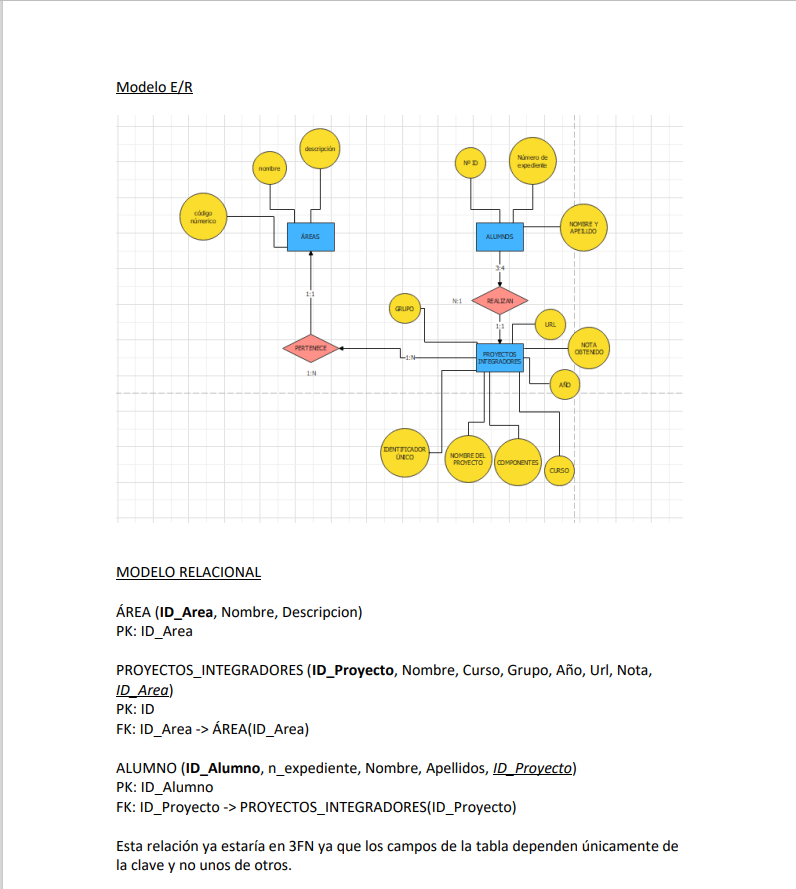 Modelo E/R
descripción
nombre
código
númerico
ÁREAS
Nº ID
Número de
expediente
NOMBRE Y
APELLIDO
ALUMNOS
3:4
N:1
REALIZAN
1:1
1:1
GRUPO
URL
PROYECTOS
INTEGRADORES
NOTA
OBTENIDO
AÑO
PERTENECE
1:N
1:N
IDENTIFICADOR
ÚNICO
NOMBRE DEL
PROYECTO
COMPONENTES
CURSO
MODELO RELACIONAL
ÁREA (ID_Area, Nombre, Descripcion)
PK: ID_Area
PROYECTOS_INTEGRADORES (ID_Proyecto, Nombre, Curso, Grupo, Año, Url, Nota,
ID_Area)
PK: ID
FK: ID_Area -> ÁREA(ID_Area)
ALUMNO (ID_Alumno, n_expediente, Nombre, Apellidos, ID_Proyecto)
PK: ID_Alumno
FK: ID_Proyecto -> PROYECTOS_INTEGRADORES(ID_Proyecto)
Esta relación ya estaría en 3FN ya que los campos de la tabla dependen únicamente de
la clave y no unos de otros.